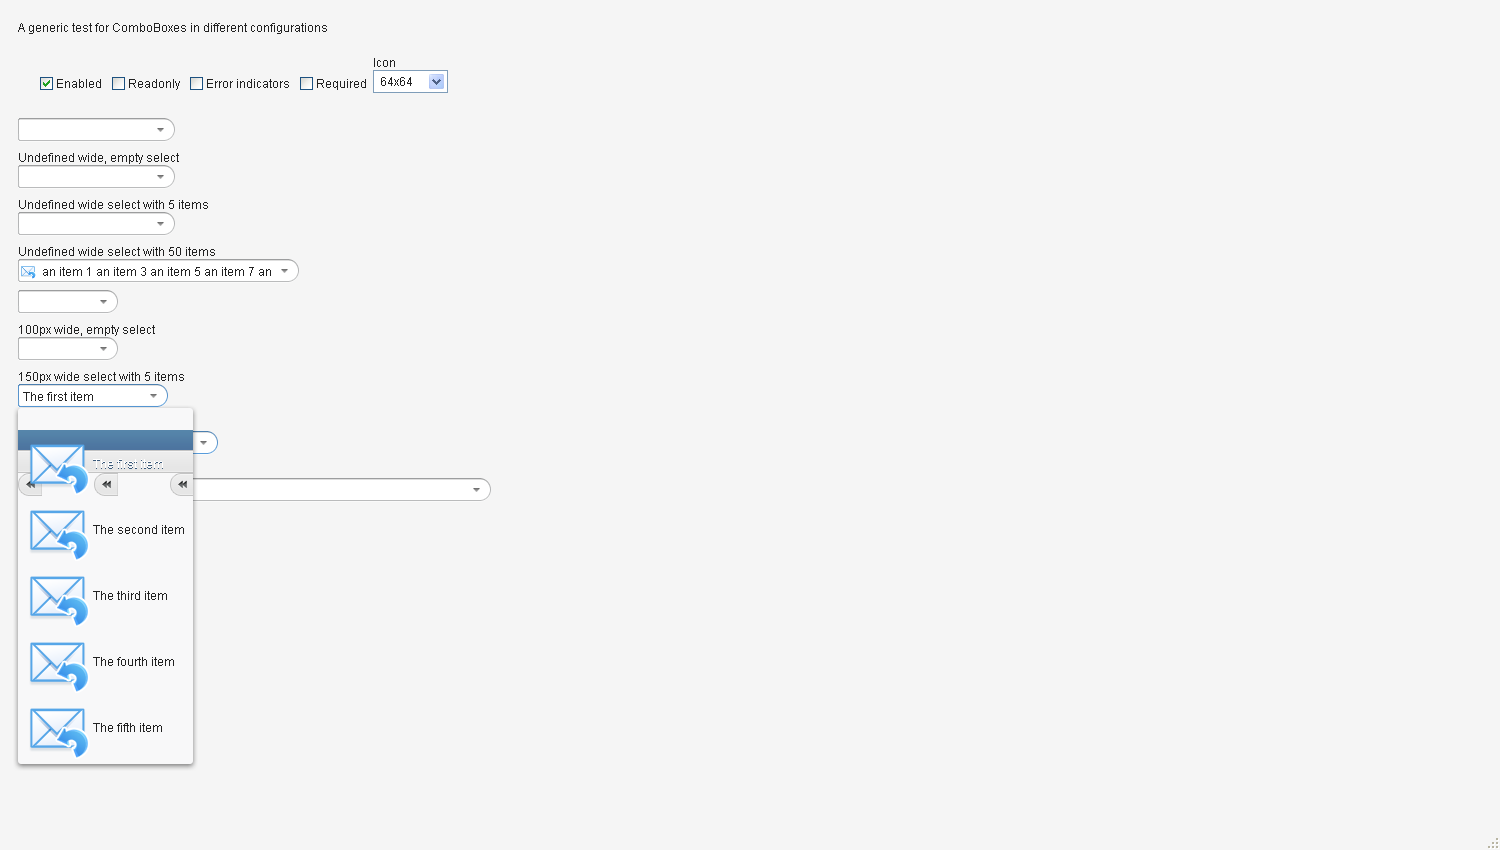 A generic test for ComboBoxes in different configurations
Icon
Enabled Readonly Error indicators Required 64x64
Undefined wide, empty select
Undefined wide select with 5 items
Undefined wide select with 50 items
an item 1 an item 3 an item 5 an item 7 an
100px wide, empty select
150px wide select with 5 items
The first item
The first item
The second item
The third item
The fourth item
The fifth item